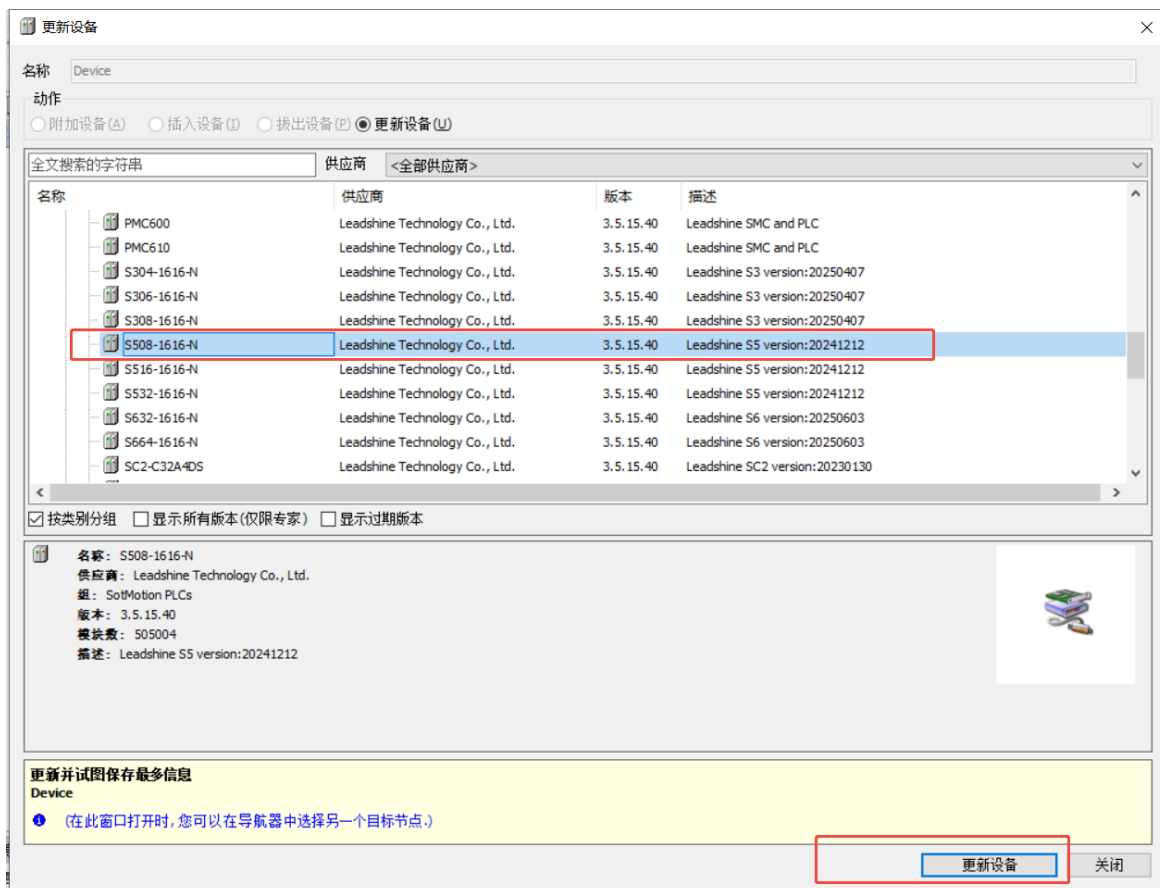 更新设备
名称 Device
动作
附加设备(A) 插入设备(I) 拔出设备(P) 更新设备(U)
全文搜索的字符串 供应商 <全部供应商>
名称 供应商 版本 描述
PMC600 Leadshine Technology Co., Ltd. 3.5.15.40 Leadshine SMC and PLC
PMC610 Leadshine Technology Co., Ltd. 3.5.15.40 Leadshine SMC and PLC
S304-1616-N Leadshine Technology Co., Ltd. 3.5.15.40 Leadshine S3 version:20250407
S306-1616-N Leadshine Technology Co., Ltd. 3.5.15.40 Leadshine S3 version:20250407
S308-1616-N Leadshine Technology Co., Ltd. 3.5.15.40 Leadshine S3 version:20250407
S508-1616-N Leadshine Technology Co., Ltd. 3.5.15.40 Leadshine S5 version:20241212
S516-1616-N Leadshine Technology Co., Ltd. 3.5.15.40 Leadshine S5 version:20241212
S532-1616-N Leadshine Technology Co., Ltd. 3.5.15.40 Leadshine S5 version:20241212
S632-1616-N Leadshine Technology Co., Ltd. 3.5.15.40 Leadshine S6 version:20250603
S664-1616-N Leadshine Technology Co., Ltd. 3.5.15.40 Leadshine S6 version:20250603
SC2-C32A4DS Leadshine Technology Co., Ltd. 3.5.15.40 Leadshine SC2 version:20230130
按类别分组 显示所有版本(仅限专家) 显示过期版本
名称: S508-1616-N
供应商: Leadshine Technology Co., Ltd.
组: SotMotion PLCs
版本: 3.5.15.40
模块数: 505004
描述: Leadshine S5 version:20241212
更新并试图保存最多信息
Device
(在此窗口打开时,您可以在导航器中选择另一个目标节点.)
更新设备 关闭